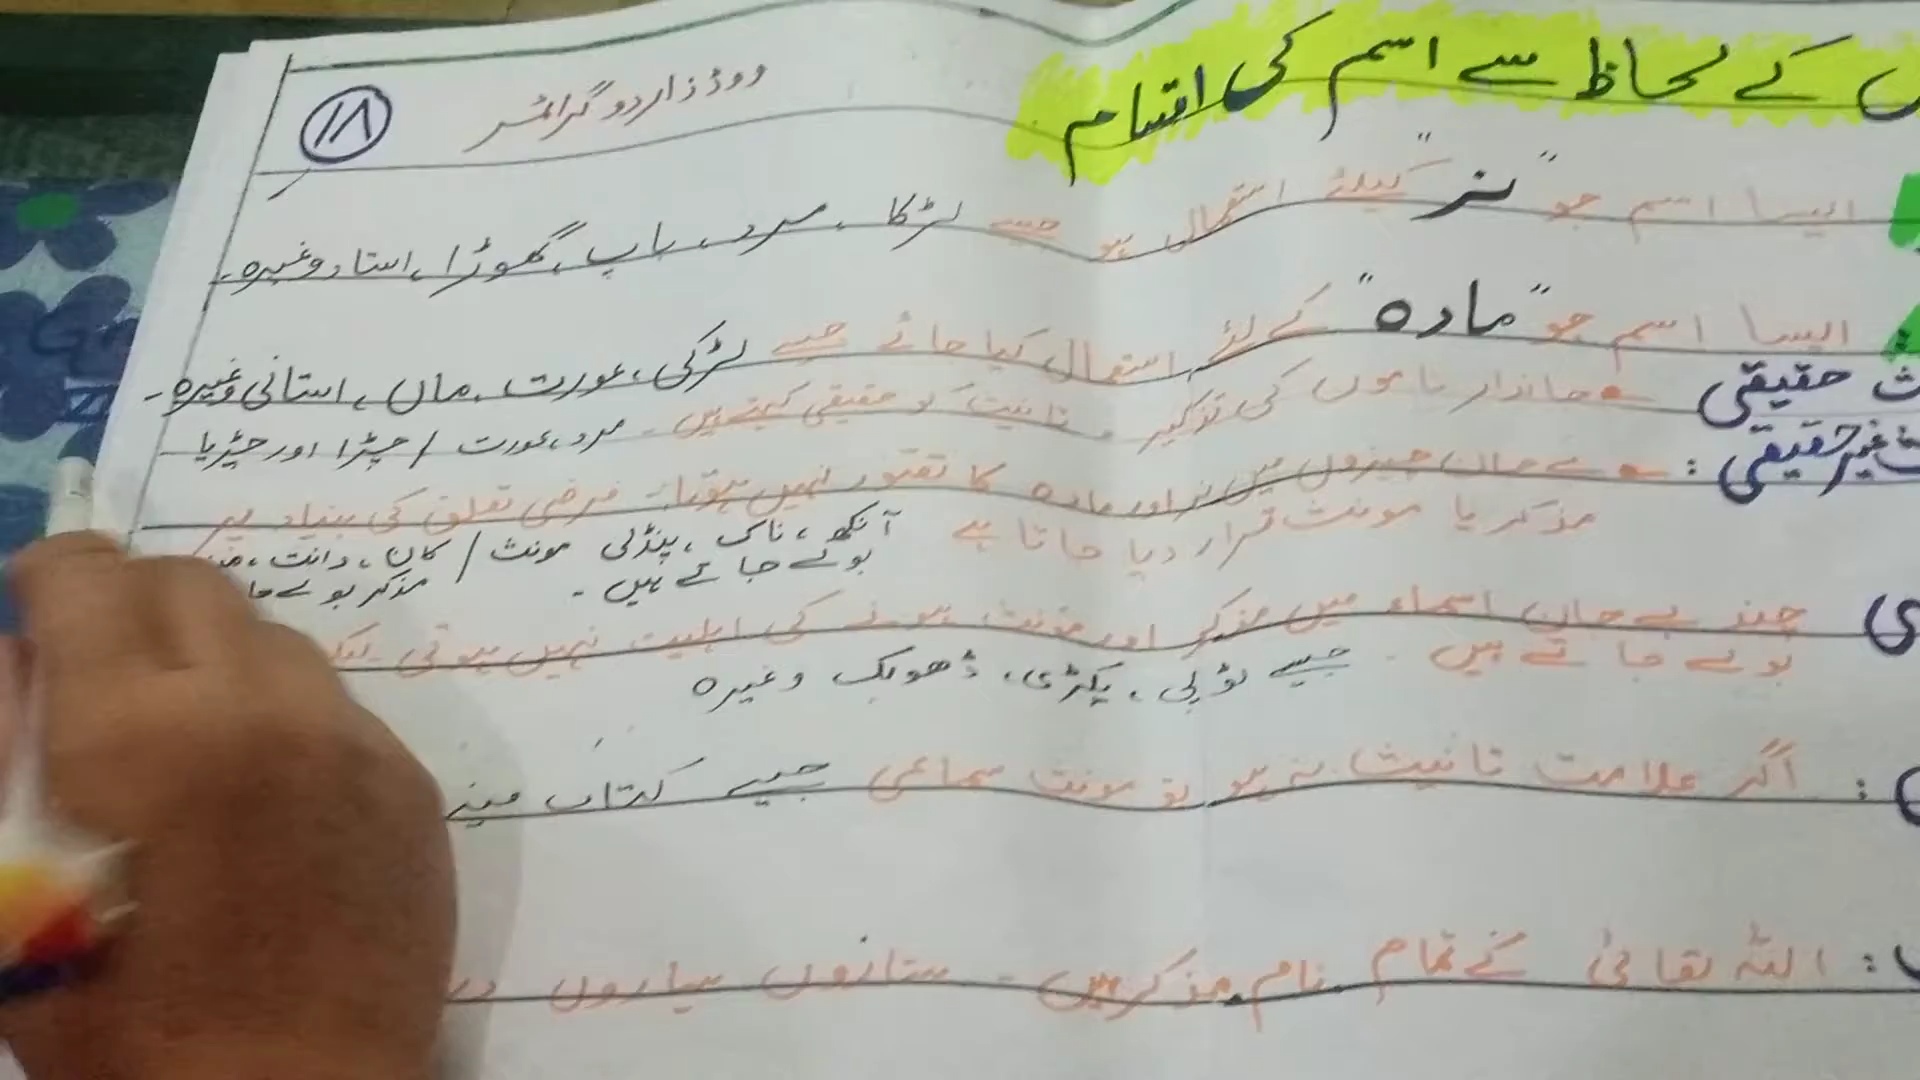 کے لحاظ سے اسم کی اقسام
ووڈز اردو گرائمر
۱۸
ایسا اسم جو "نر" کیلئے استعمال ہو جیسے لڑکا، مرد، باپ، گھوڑا، استاد وغیرہ۔
ایسا اسم جو "مادہ" کے لئے استعمال کیا جائے جیسے لڑکی، عورت، ماں، استانی وغیرہ۔
حقیقی جاندار ناموں کی تذکیر و تانیث کو حقیقی کہتے ہیں۔ مرد، عورت / چڑا اور چڑیا
غیر حقیقی: بے جان چیزوں میں نر اور مادہ کا تصور نہیں ہوتا۔ فرضی تعلق کی بنیاد پر
مذکر یا مونث قرار دیا جاتا ہے آنکھ، ناک، پنڈلی مونث / کان، دانت،
بولے جاتے ہیں۔ مذکر بولے
چند بے جان اسماء میں مذکر اور مونث ہونے کی اہلیت نہیں ہوتی
بولے جاتے ہیں۔ جیسے ٹوپی، پگڑی، ڈھولک وغیرہ
: اگر علامت تانیث نہ ہو تو مونث سماعی جیسے کتاب میز
: اللہ تعالیٰ کے تمام نام مذکر ہیں۔ ستاروں سیاروں